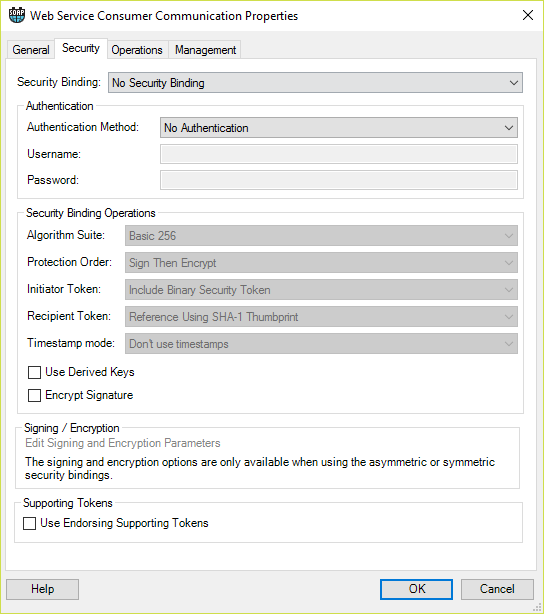 SOAP
Web Service Consumer Communication Properties
General Security Operations Management
Security Binding: No Security Binding
Authentication
Authentication Method: No Authentication
Username:
Password:
Security Binding Operations
Algorithm Suite: Basic 256
Protection Order: Sign Then Encrypt
Initiator Token: Include Binary Security Token
Recipient Token: Reference Using SHA-1 Thumbprint
Timestamp mode: Don't use timestamps
Use Derived Keys
Encrypt Signature
Signing / Encryption
Edit Signing and Encryption Parameters
The signing and encryption options are only available when using the asymmetric or symmetric
security bindings.
Supporting Tokens
Use Endorsing Supporting Tokens
Help OK Cancel